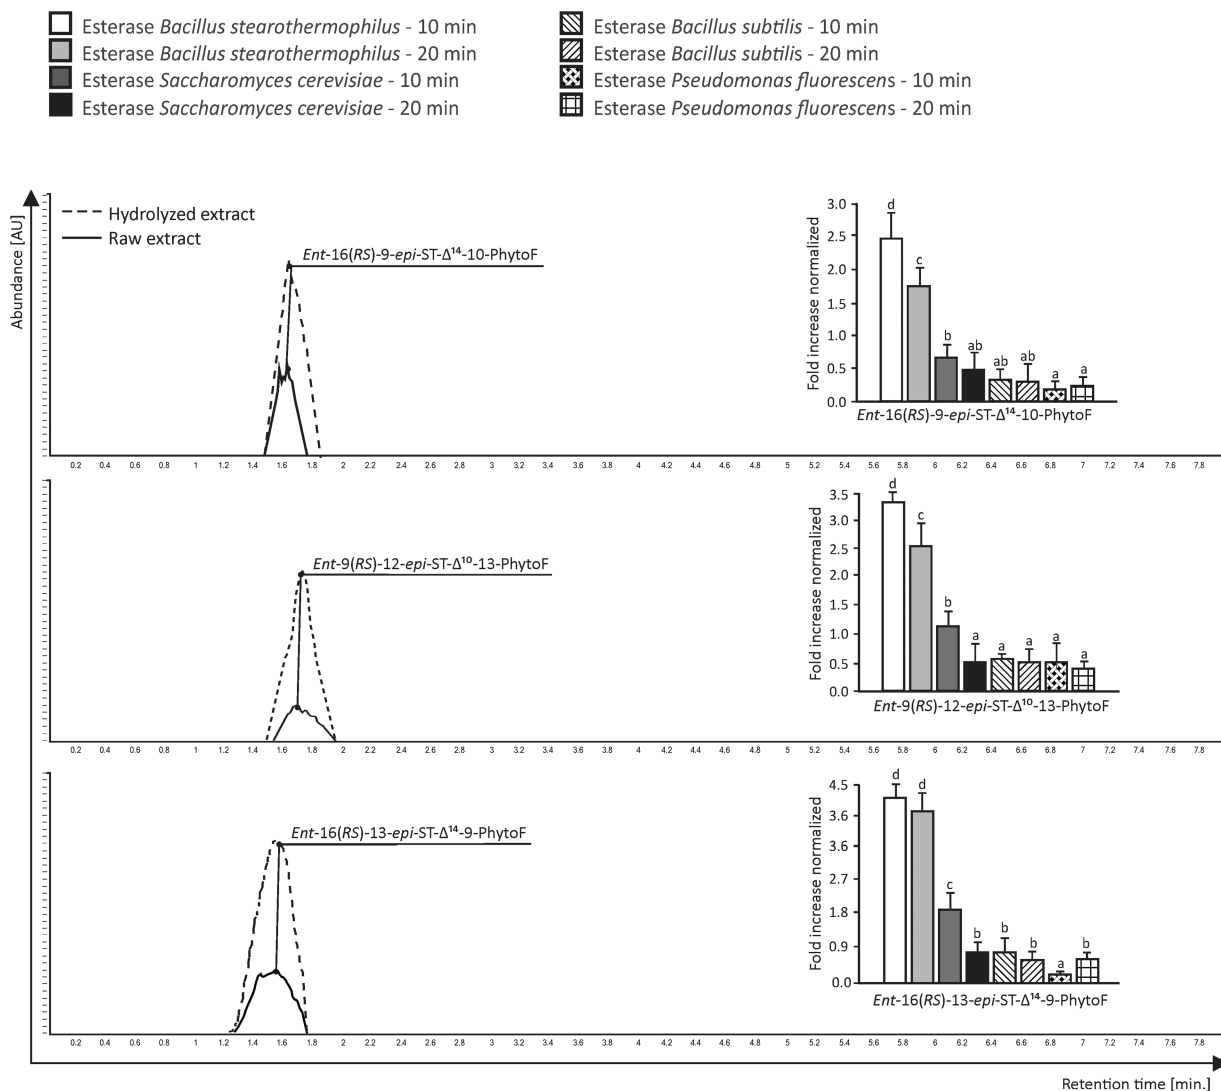 Esterase Bacillus stearothermophilus - 10 min
Esterase Bacillus stearothermophilus - 20 min
Esterase Saccharomyces cerevisiae - 10 min
Esterase Saccharomyces cerevisiae - 20 min
Esterase Bacillus subtilis - 10 min
Esterase Bacillus subtilis - 20 min
Esterase Pseudomonas fluorescens - 10 min
Esterase Pseudomonas fluorescens - 20 min
Abundance [AU]
Hydrolyzed extract
Raw extract
Ent-16(RS)-9-epi-ST-Δ¹⁴-10-PhytoF
0.2 0.4 0.6 0.8 1 1.2 1.4 1.6 1.8 2 2.2 2.4 2.6 2.8 3 3.2 3.4 3.6 3.8 4 4.2 4.4 4.6 4.8 5 5.2 5.4 5.6 5.8 6 6.2 6.4 6.6 6.8 7 7.2 7.4 7.6 7.8
Fold increase normalized
3.0
2.5
2.0
1.5
1.0
0.5
0.0
d c b ab ab ab a a
Ent-16(RS)-9-epi-ST-Δ¹⁴-10-PhytoF
Ent-9(RS)-12-epi-ST-Δ¹⁰-13-PhytoF
0.2 0.4 0.6 0.8 1 1.2 1.4 1.6 1.8 2 2.2 2.4 2.6 2.8 3 3.2 3.4 3.6 3.8 4 4.2 4.4 4.6 4.8 5 5.2 5.4 5.6 5.8 6 6.2 6.4 6.6 6.8 7 7.2 7.4 7.6 7.8
Fold increase normalized
3.5
3.0
2.5
1.5
1.0
0.5
0.0
d c b a a a a a
Ent-9(RS)-12-epi-ST-Δ¹⁰-13-PhytoF
Ent-16(RS)-13-epi-ST-Δ¹⁴-9-PhytoF
0.2 0.4 0.6 0.8 1 1.2 1.4 1.6 1.8 2 2.2 2.4 2.6 2.8 3 3.2 3.4 3.6 3.8 4 4.2 4.4 4.6 4.8 5 5.2 5.4 5.6 5.8 6 6.2 6.4 6.6 6.8 7 7.2 7.4 7.6 7.8
Fold increase normalized
4.5
3.6
3.6
2.7
1.8
0.9
0.0
d d c b b b a b
Ent-16(RS)-13-epi-ST-Δ¹⁴-9-PhytoF
Retention time [min.]